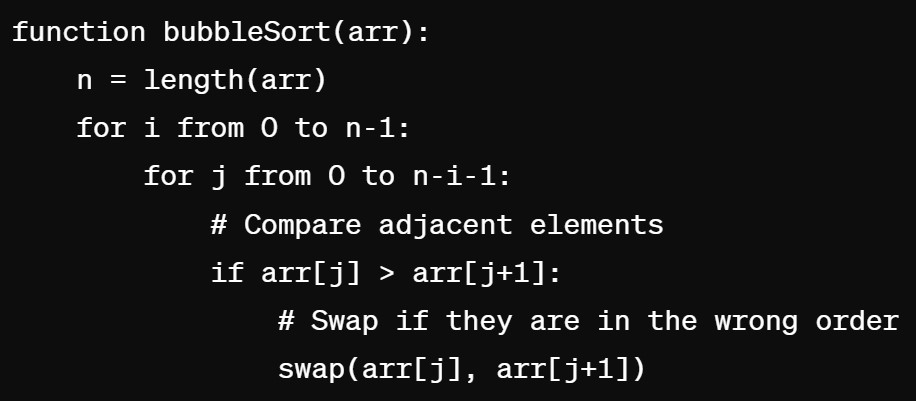 function bubbleSort(arr):
    n = length(arr)
    for i from 0 to n-1:
        for j from 0 to n-i-1:
            # Compare adjacent elements
            if arr[j] > arr[j+1]:
                # Swap if they are in the wrong order
                swap(arr[j], arr[j+1])